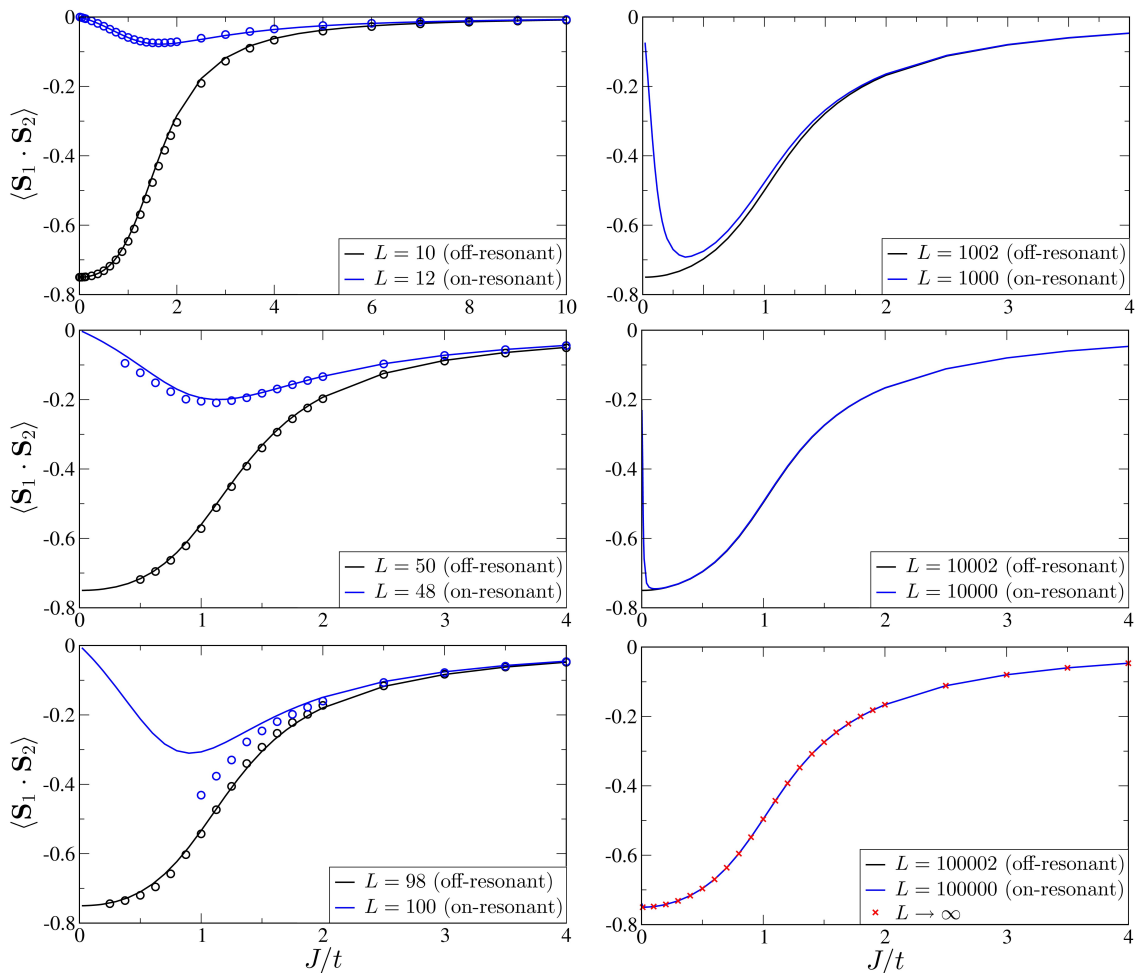 0
-0.2
-0.4
-0.6
-0.8
⟨S₁ · S₂⟩
0 2 4 6 8 10
L = 10 (off-resonant)
L = 12 (on-resonant)
0
-0.2
-0.4
-0.6
-0.8
⟨S₁ · S₂⟩
0 1 2 3 4
L = 1002 (off-resonant)
L = 1000 (on-resonant)
0
-0.2
-0.4
-0.6
-0.8
⟨S₁ · S₂⟩
0 1 2 3 4
L = 50 (off-resonant)
L = 48 (on-resonant)
0
-0.2
-0.4
-0.6
-0.8
0 1 2 3 4
L = 10002 (off-resonant)
L = 10000 (on-resonant)
0
-0.2
-0.4
-0.6
-0.8
⟨S₁ · S₂⟩
0 1 2 3 4
J/t
L = 98 (off-resonant)
L = 100 (on-resonant)
0
-0.2
-0.4
-0.6
-0.8
0 1 2 3 4
J/t
L = 100002 (off-resonant)
L = 100000 (on-resonant)
L → ∞